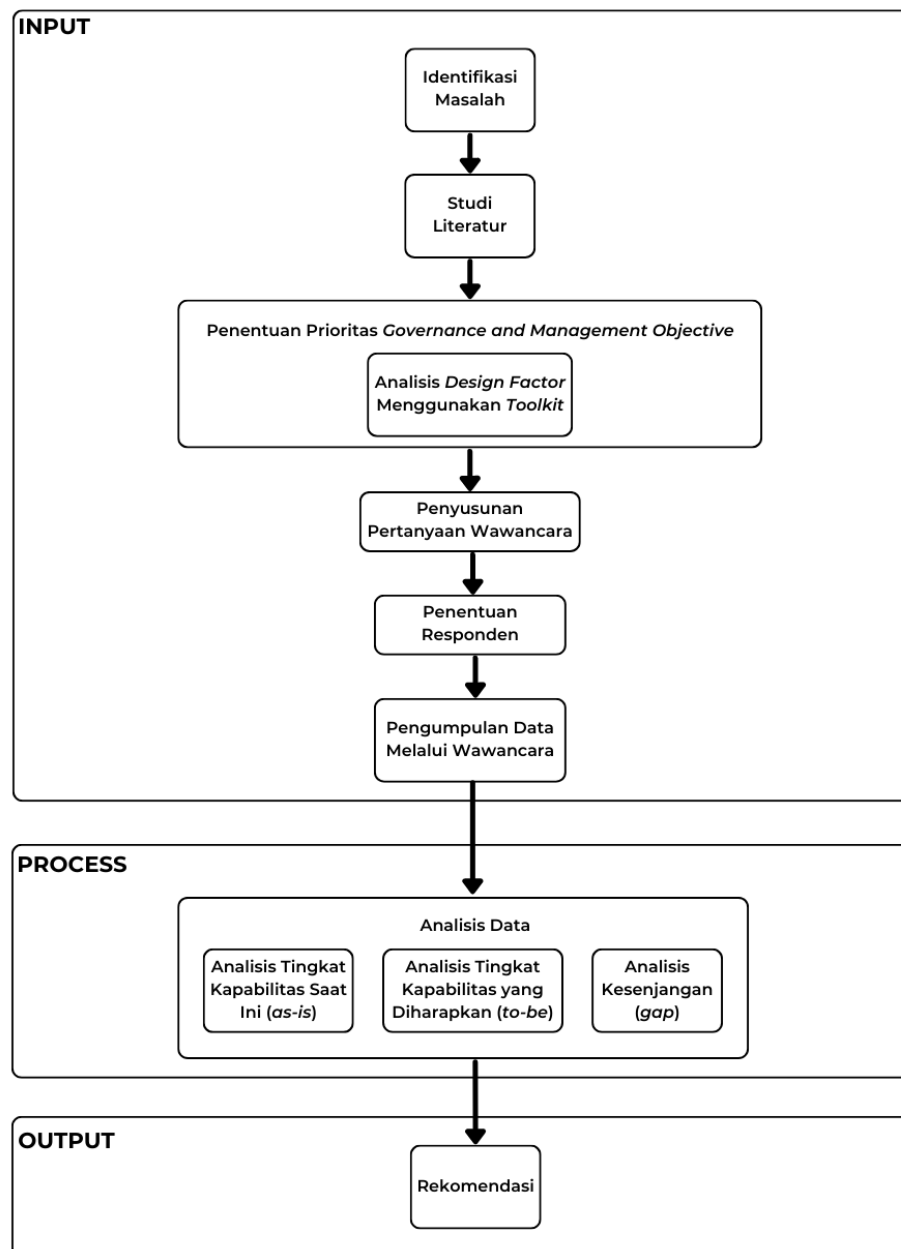 INPUT
Identifikasi
Masalah
Studi
Literatur
Penentuan Prioritas Governance and Management Objective
Analisis Design Factor
Menggunakan Toolkit
Penyusunan
Pertanyaan Wawancara
Penentuan
Responden
Pengumpulan Data
Melalui Wawancara
PROCESS
Analisis Data
Analisis Tingkat
Kapabilitas Saat
Ini (as-is)
Analisis Tingkat
Kapabilitas yang
Diharapkan (to-be)
Analisis
Kesenjangan
(gap)
OUTPUT
Rekomendasi